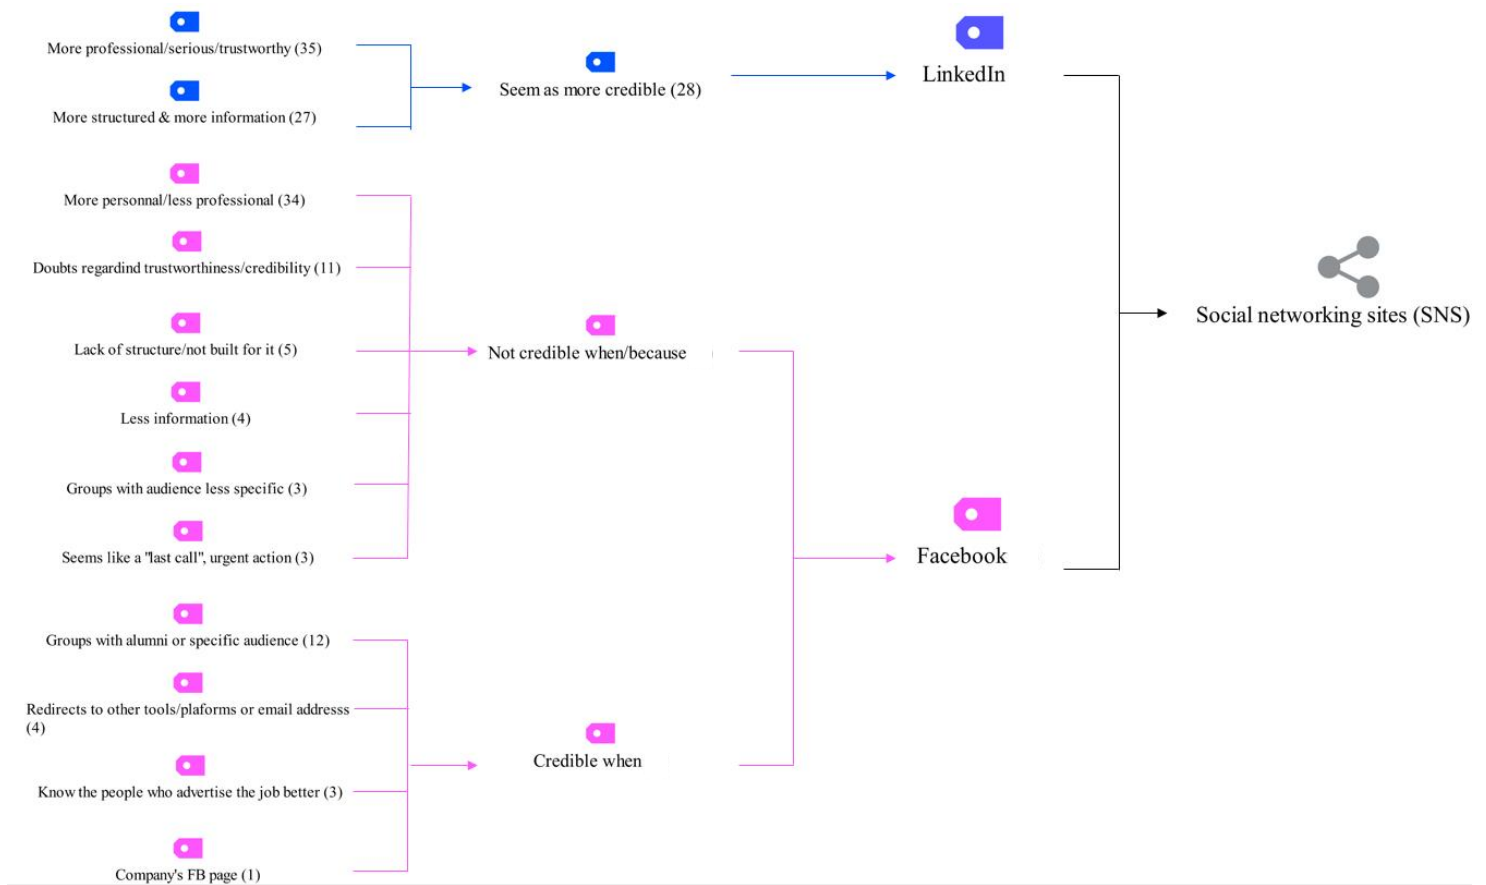 More professional/serious/trustworthy (35)
More structured & more information (27)
Seem as more credible (28)
LinkedIn
More personnal/less professional (34)
Doubts regardind trustworthiness/credibility (11)
Lack of structure/not built for it (5)
Less information (4)
Groups with audience less specific (3)
Seems like a "last call", urgent action (3)
Not credible when/because
Groups with alumni or specific audience (12)
Redirects to other tools/plaforms or email addresss
(4)
Know the people who advertise the job better (3)
Company's FB page (1)
Credible when
Facebook
Social networking sites (SNS)